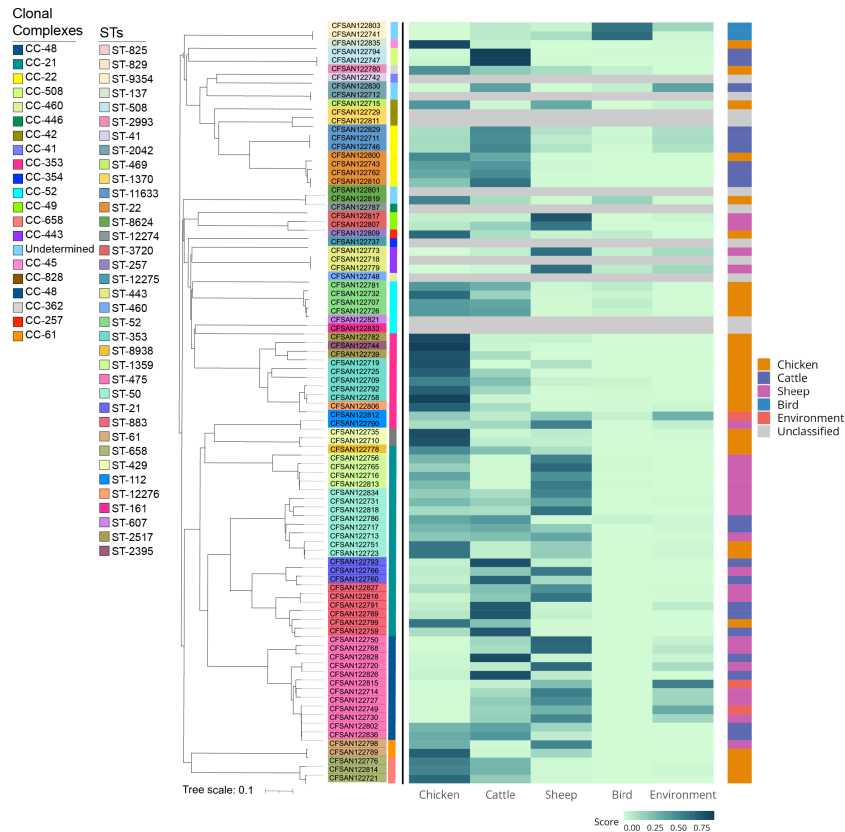 Clonal
Complexes
CC-48
CC-21
CC-22
CC-508
CC-460
CC-446
CC-42
CC-41
CC-353
CC-354
CC-52
CC-49
CC-658
CC-443
Undetermined
CC-45
CC-828
CC-48
CC-362
CC-257
CC-61
STs
ST-825
ST-829
ST-9354
ST-137
ST-508
ST-2993
ST-41
ST-2042
ST-469
ST-1370
ST-11633
ST-22
ST-8624
ST-12274
ST-3720
ST-257
ST-12275
ST-443
ST-460
ST-52
ST-353
ST-8938
ST-1359
ST-475
ST-50
ST-21
ST-883
ST-61
ST-658
ST-429
ST-112
ST-12276
ST-161
ST-607
ST-2517
ST-2395
CFSAN122803
CFSAN122741
CFSAN122835
CFSAN122794
CFSAN122747
CFSAN122780
CFSAN122742
CFSAN122630
CFSAN122712
CFSAN122715
CFSAN122729
CFSAN122811
CFSAN122829
CFSAN122711
CFSAN122746
CFSAN122800
CFSAN122743
CFSAN122762
CFSAN122810
CFSAN122801
CFSAN122819
CFSAN122787
CFSAN122817
CFSAN122807
CFSAN122809
CFSAN122737
CFSAN122773
CFSAN122718
CFSAN122779
CFSAN122748
CFSAN122781
CFSAN122732
CFSAN122707
CFSAN122726
CFSAN122821
CFSAN122833
CFSAN122782
CFSAN122744
CFSAN122739
CFSAN122719
CFSAN122725
CFSAN122709
CFSAN122792
CFSAN122758
CFSAN122806
CFSAN122812
CFSAN122790
CFSAN122735
CFSAN122710
CFSAN122778
CFSAN122756
CFSAN122765
CFSAN122716
CFSAN122813
CFSAN122834
CFSAN122731
CFSAN122818
CFSAN122786
CFSAN122717
CFSAN122713
CFSAN122751
CFSAN122723
CFSAN122793
CFSAN122766
CFSAN122760
CFSAN122827
CFSAN122816
CFSAN122791
CFSAN122769
CFSAN122799
CFSAN122759
CFSAN122750
CFSAN122768
CFSAN122828
CFSAN122720
CFSAN122826
CFSAN122815
CFSAN122714
CFSAN122727
CFSAN122749
CFSAN122730
CFSAN122802
CFSAN122836
CFSAN122798
CFSAN122789
CFSAN122776
CFSAN122814
CFSAN122721
Chicken
Cattle
Sheep
Bird
Environment
Unclassified
Tree scale: 0.1
Chicken Cattle Sheep Bird Environment
Score
0.00 0.25 0.50 0.75